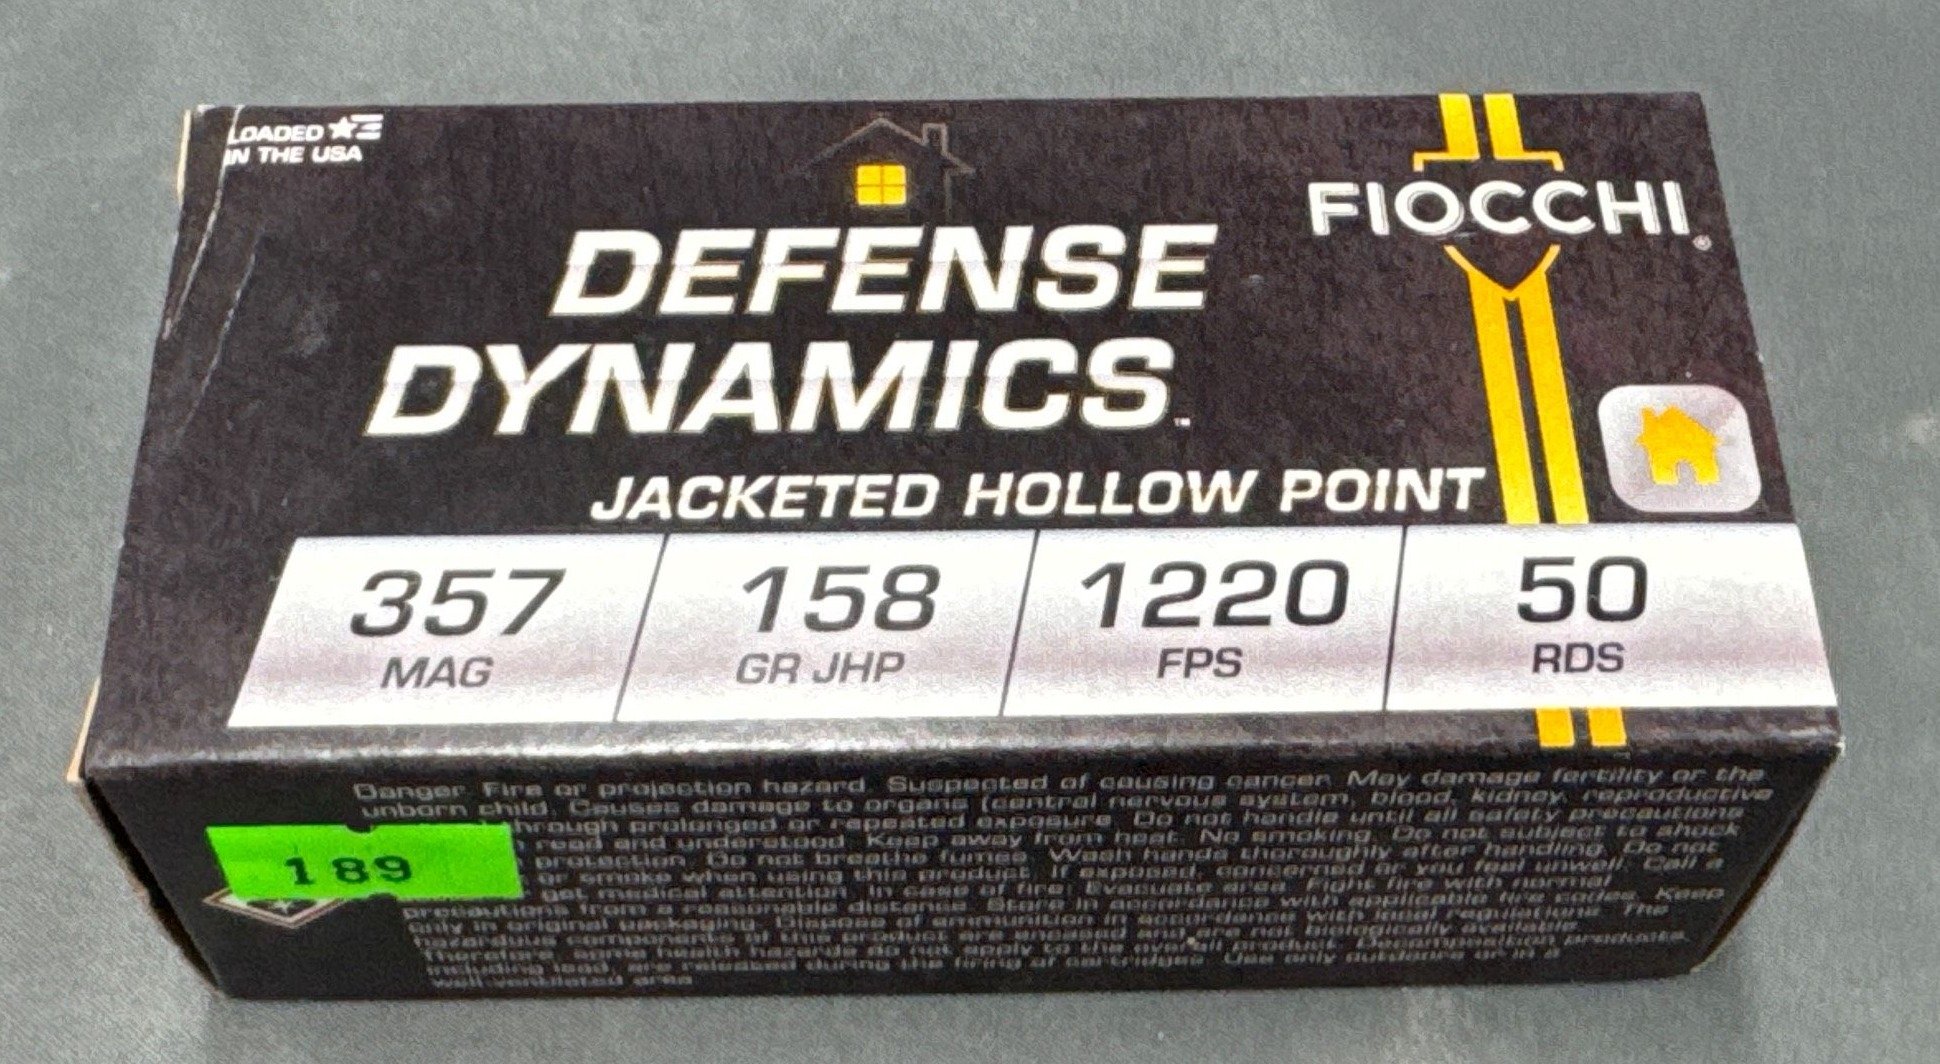 LOADED
IN THE USA
FIOCCHI®
DEFENSE
DYNAMICS™
JACKETED HOLLOW POINT
357
MAG
158
GR JHP
1220
FPS
50
RDS
Danger. Fire or projection hazard. Suspected of causing cancer. May damage fertility or the
unborn child. Causes damage to organs (central nervous system, blood, kidney, reproductive
through prolonged or repeated exposure. Do not handle until all safety precautions
read and understood. Keep away from heat. No smoking. Do not subject to shock
protection. Do not breathe fumes. Wash hands thoroughly after handling. Do not
or smoke when using this product. If exposed, concerned or you feel unwell: Call a
get medical attention. In case of fire: Evacuate area. Fight fire with normal
precautions from a reasonable distance. Store in accordance with applicable fire codes. Keep
only in original packaging. Dispose of ammunition in accordance with local regulations. The
hazardous components of this product are encased and are not biologically available.
Therefore, some health hazards do not apply to the overall product. Decomposition products,
including lead, are released during the firing of cartridges. Use only outdoors or in a
well-ventilated area.
189